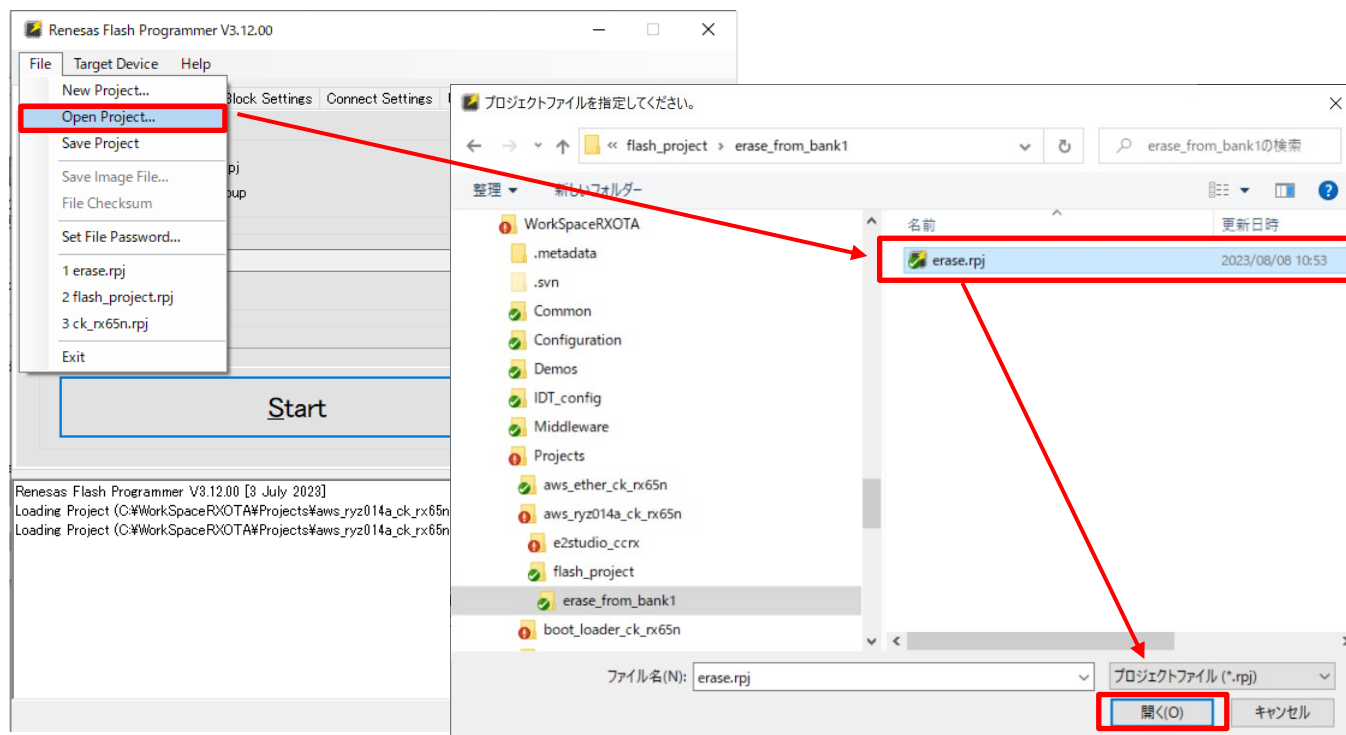 Renesas Flash Programmer V3.12.00
File Target Device Help
New Project...
Open Project...
Save Project
Save Image File...
File Checksum
Set File Password...
1 erase.rpj
2 flash_project.rpj
3 ck_rx65n.rpj
Exit
Block Settings Connect Settings
Start
Renesas Flash Programmer V3.12.00 [3 July 2023]
Loading Project (C:¥WorkSpaceRXOTA¥Projects¥aws_ryz014a_ck_rx65n
Loading Project (C:¥WorkSpaceRXOTA¥Projects¥aws_ryz014a_ck_rx65n
プロジェクトファイルを指定してください。
« flash_project › erase_from_bank1
erase_from_bank1の検索
整理 新しいフォルダー
WorkSpaceRXOTA
.metadata
.svn
Common
Configuration
Demos
IDT_config
Middleware
Projects
aws_ether_ck_rx65n
aws_ryz014a_ck_rx65n
e2studio_ccrx
flash_project
erase_from_bank1
boot_loader_ck_rx65n
名前 更新日時
erase.rpj 2023/08/08 10:53
ファイル名(N): erase.rpj プロジェクトファイル (*.rpj)
開く(O) キャンセル